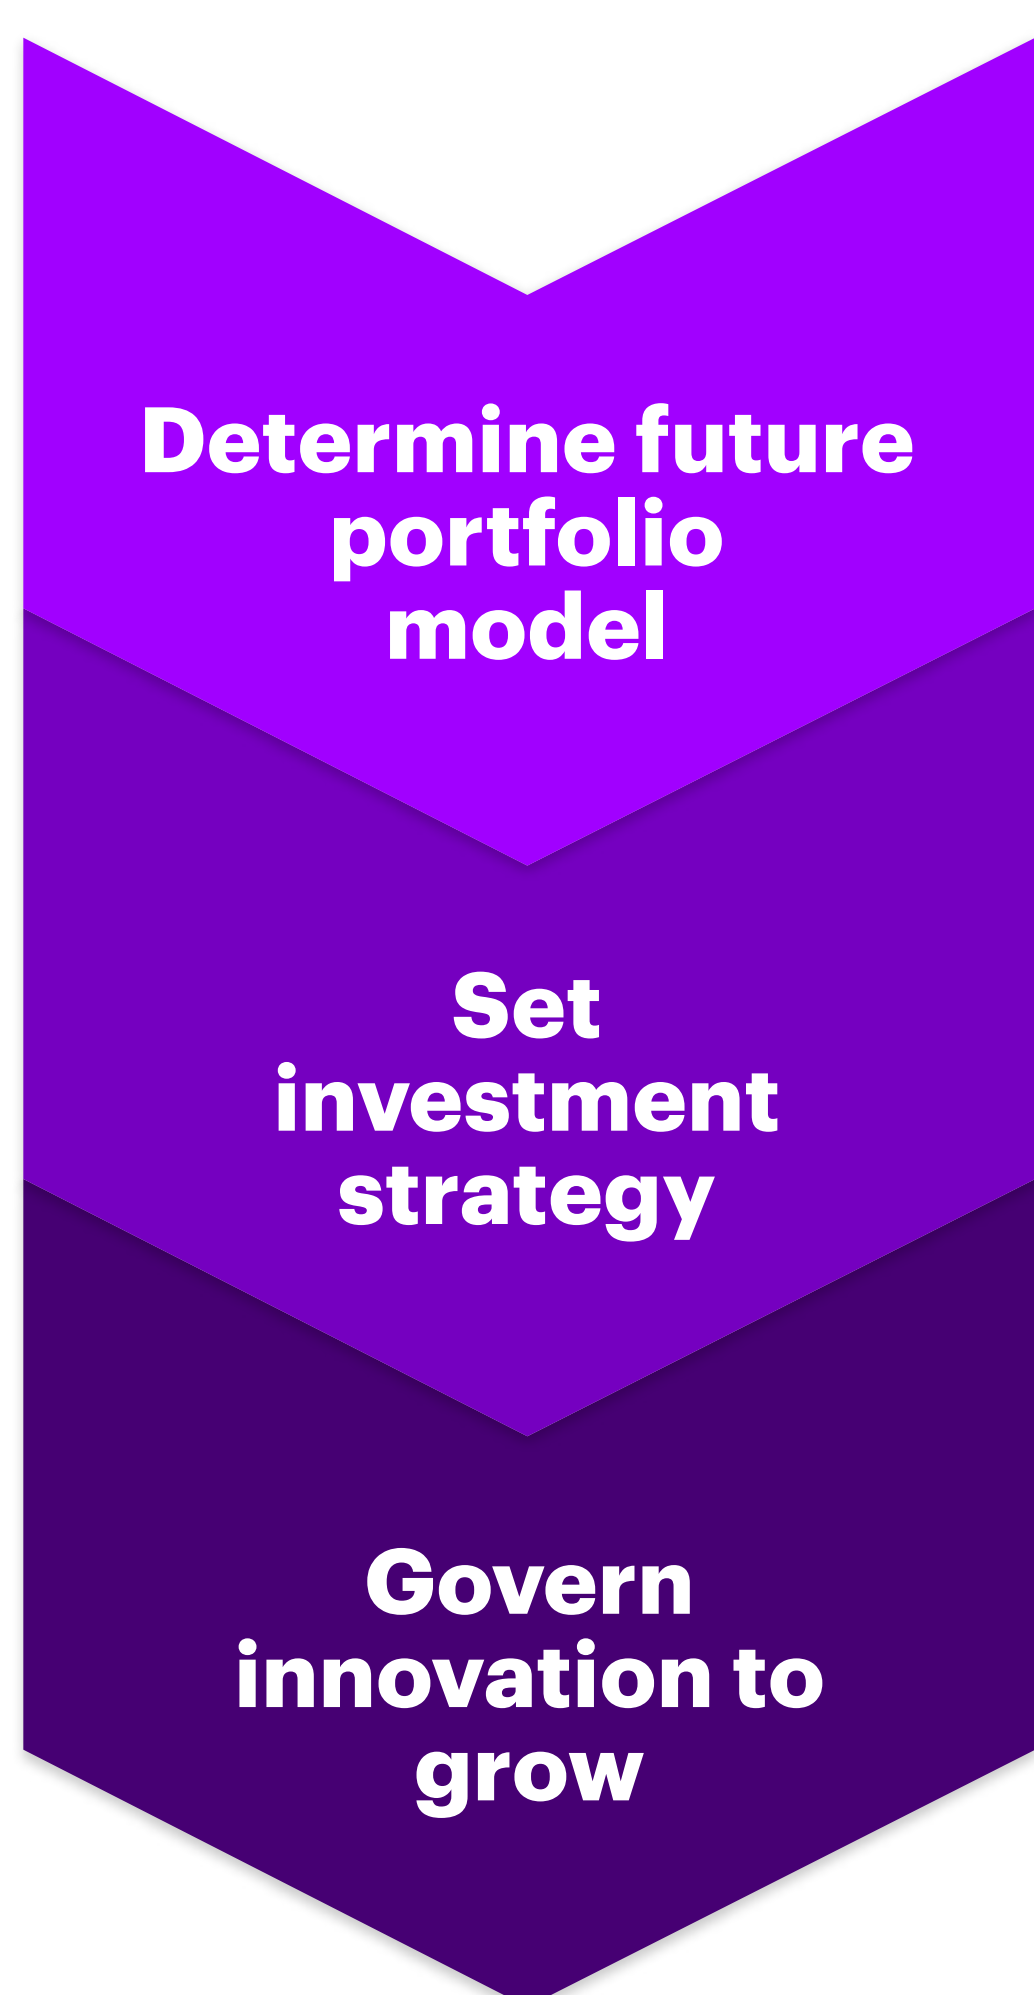 Determine future
portfolio
model
Set
investment
strategy
Govern
innovation to
grow